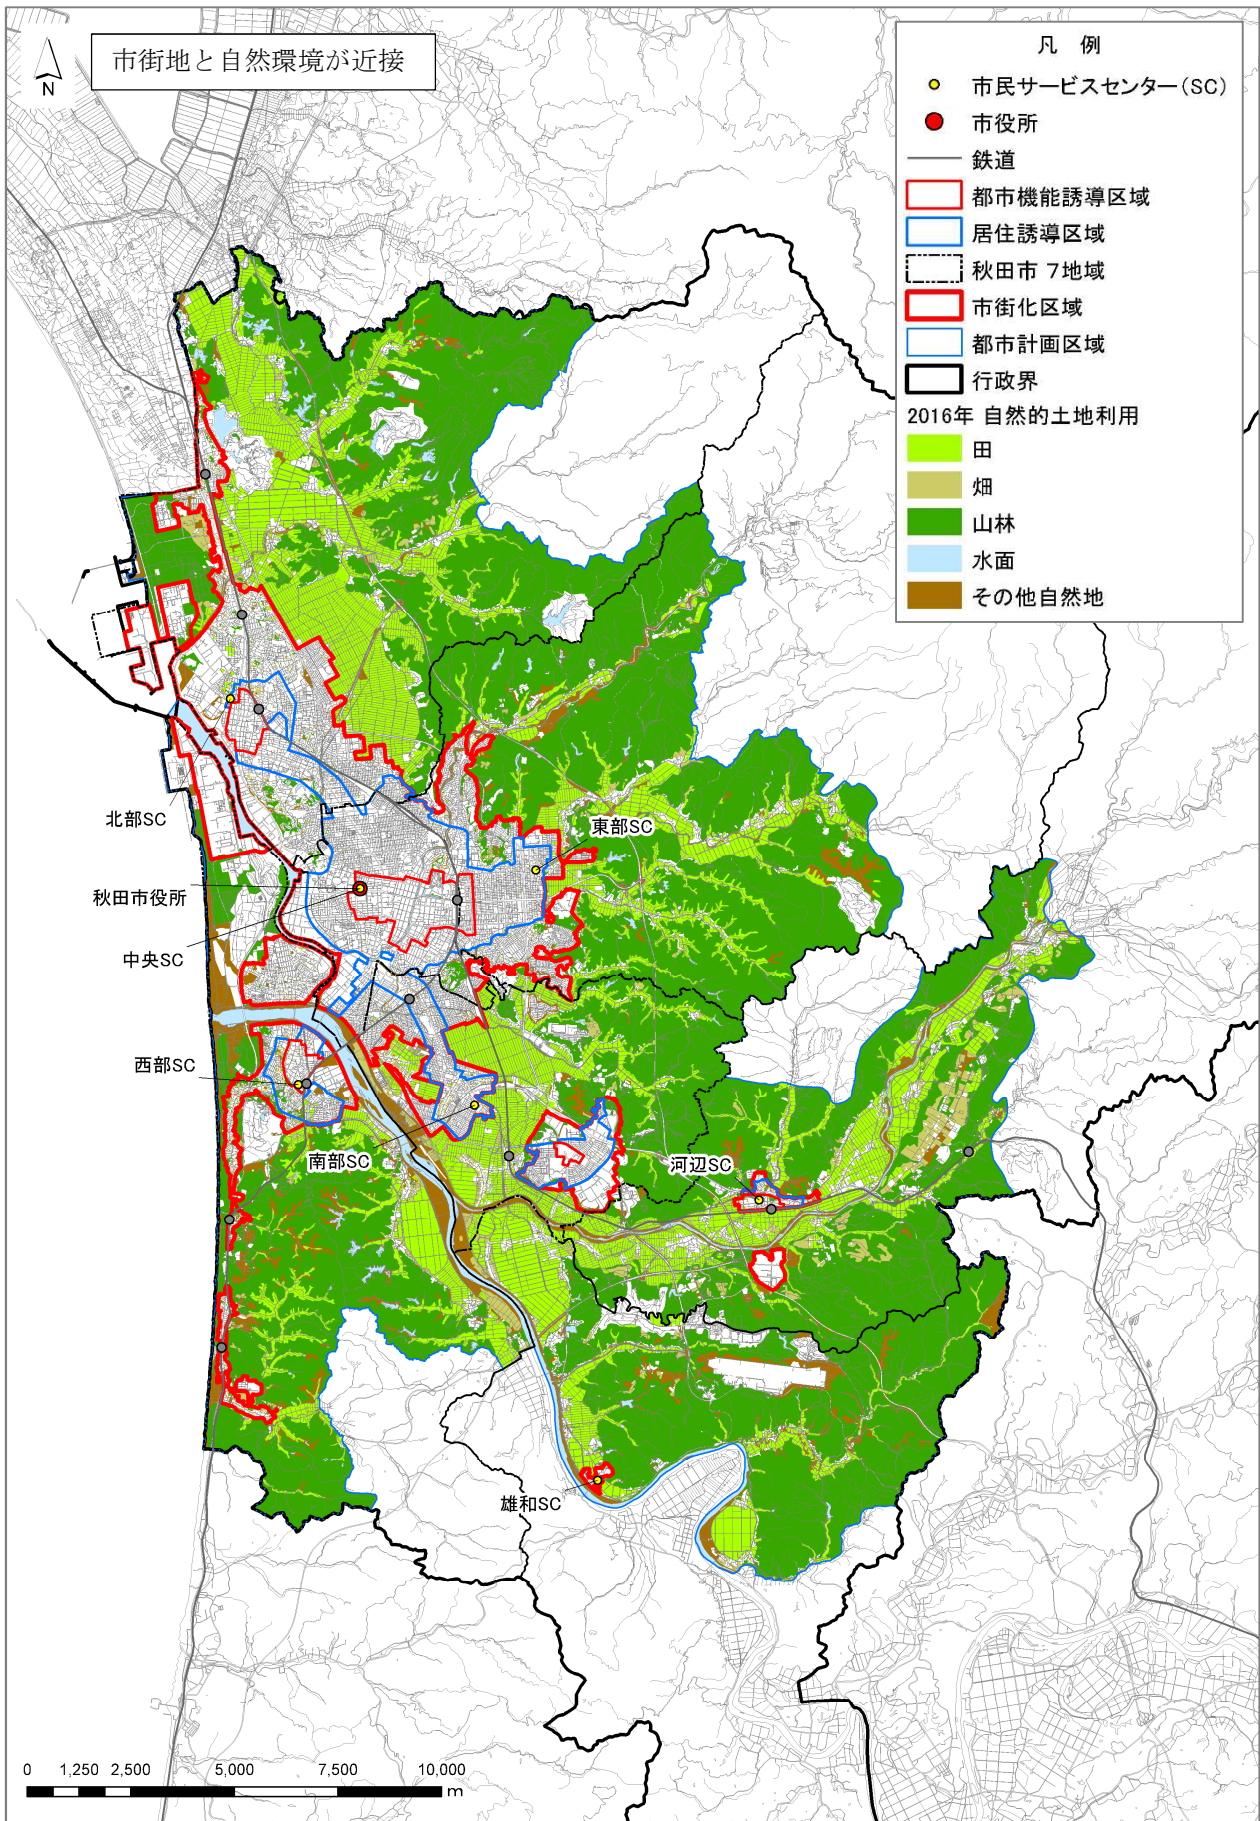 市街地と自然環境が近接
N
凡 例
市民サービスセンター(SC)
市役所
鉄道
都市機能誘導区域
居住誘導区域
秋田市 7地域
市街化区域
都市計画区域
行政界
2016年 自然的土地利用
田
畑
山林
水面
その他自然地
北部SC
東部SC
秋田市役所
中央SC
西部SC
南部SC
河辺SC
雄和SC
0 1,250 2,500 5,000 7,500 10,000
m